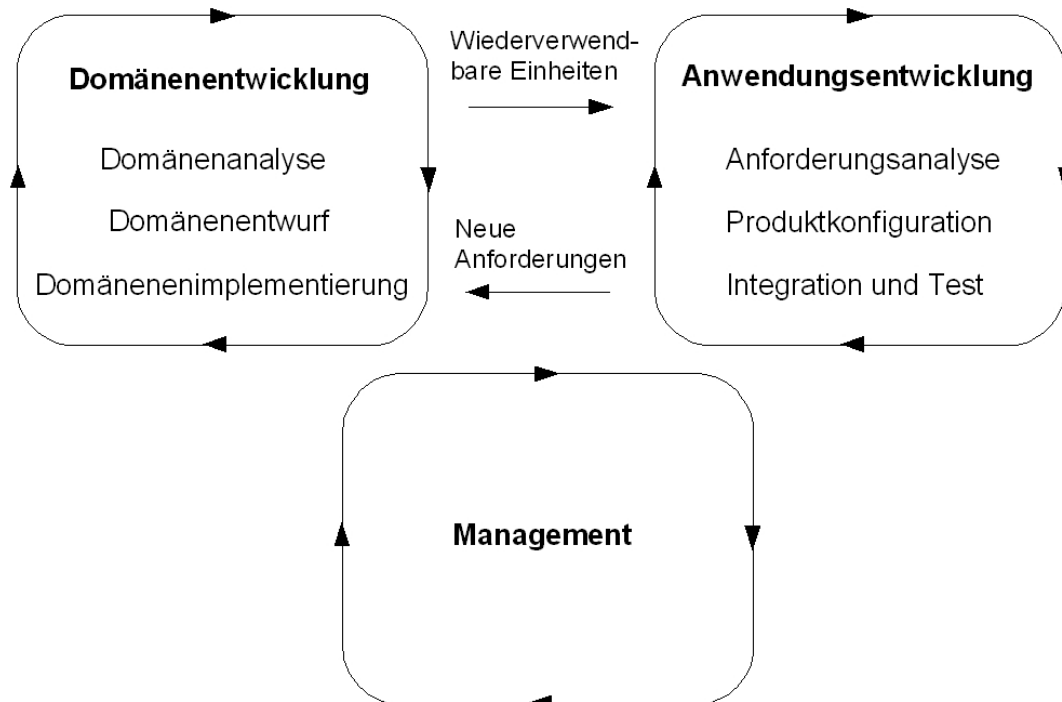 Domänenentwicklung
Domänenanalyse
Domänenentwurf
Domänenenimplementierung
Wiederverwend-
bare Einheiten
Neue
Anforderungen
Anwendungsentwicklung
Anforderungsanalyse
Produktkonfiguration
Integration und Test
Management